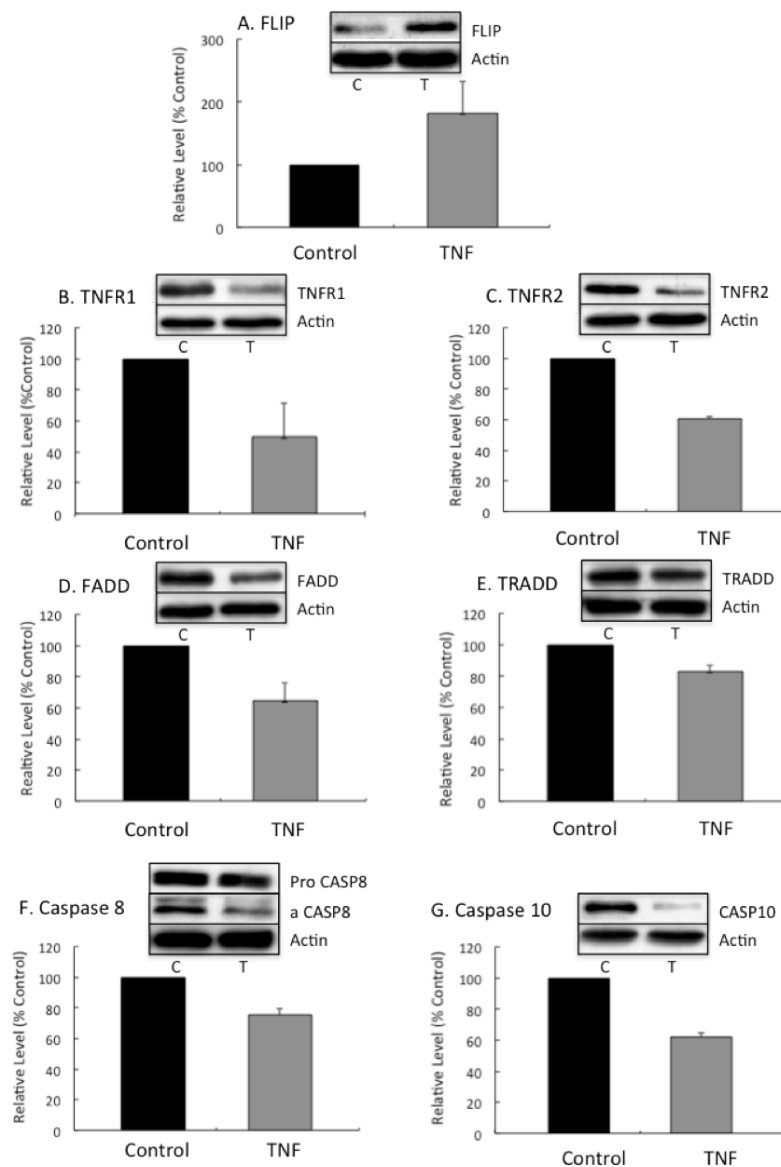 A. FLIP
FLIP
Actin
C T
Relative Level (% Control)
300
200
100
0
Control TNF
B. TNFR1
TNFR1
Actin
C T
Relative Level (%Control)
120
100
80
60
40
20
0
Control TNF
C. TNFR2
TNFR2
Actin
C T
Relative Level (% Control)
120
100
80
60
40
20
0
Control TNF
D. FADD
FADD
Actin
C T
Realtive Level (% Control)
120
100
80
60
40
20
0
Control TNF
E. TRADD
TRADD
Actin
C T
Relative Level (% Control)
120
100
80
60
40
20
0
Control TNF
F. Caspase 8
Pro CASP8
a CASP8
Actin
C T
Relative Level (% Control)
120
100
80
60
40
20
0
Control TNF
G. Caspase 10
CASP10
Actin
C T
Relative Level (% Control)
120
100
80
60
40
20
0
Control TNF